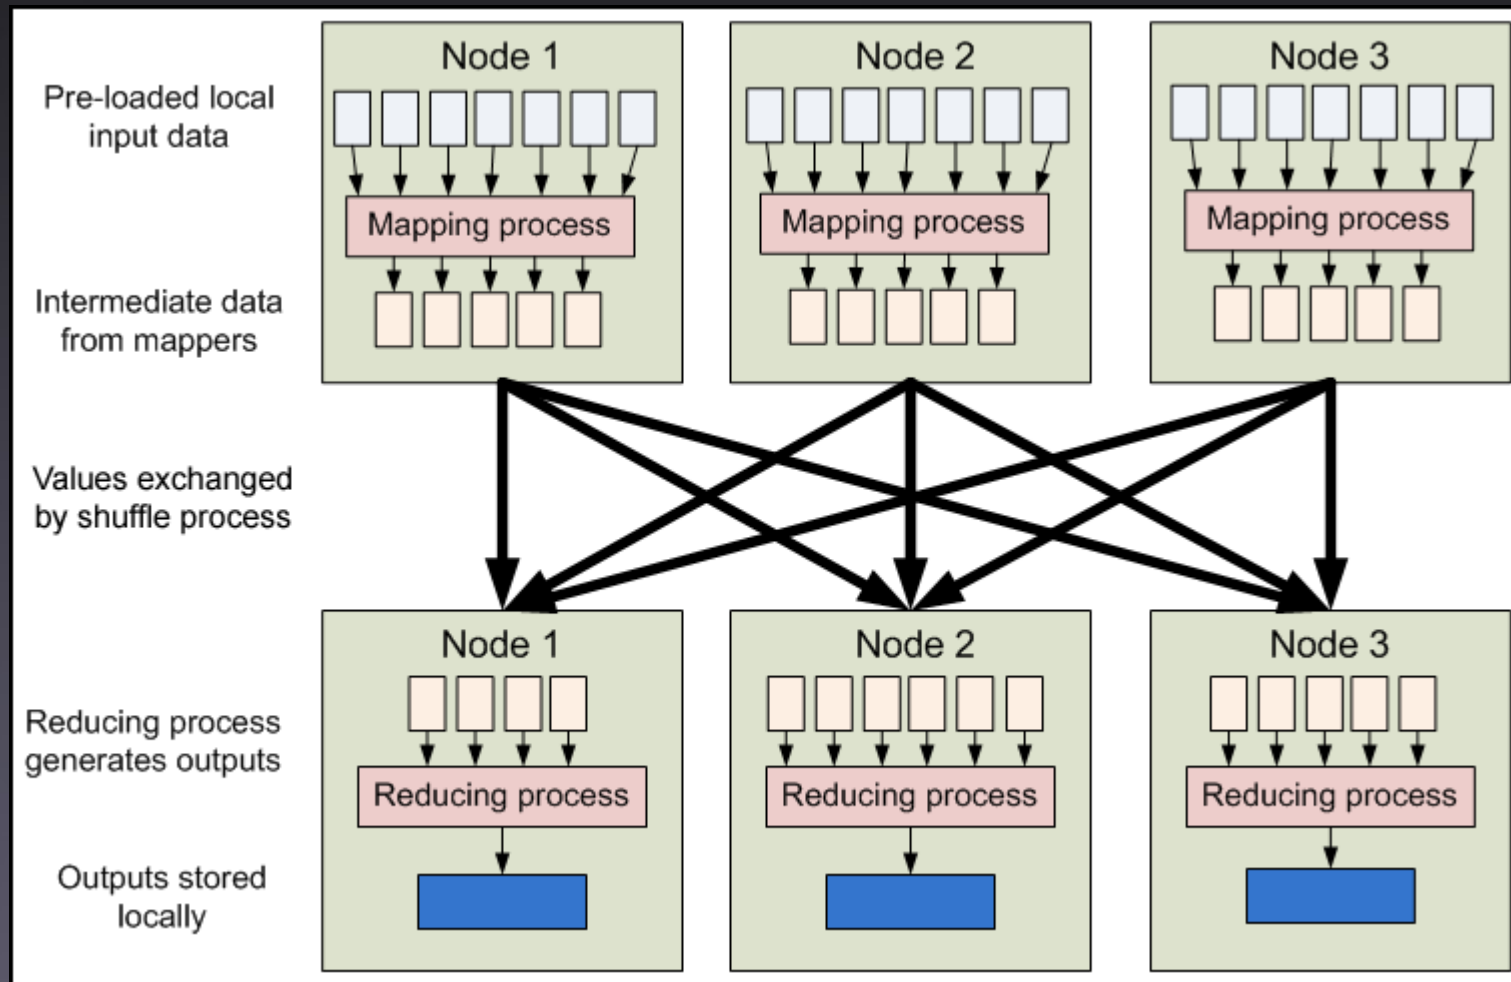 Node 1
Node 2
Node 3
Pre-loaded local
input data
Mapping process
Mapping process
Mapping process
Intermediate data
from mappers
Values exchanged
by shuffle process
Node 1
Node 2
Node 3
Reducing process
generates outputs
Reducing process
Reducing process
Reducing process
Outputs stored
locally